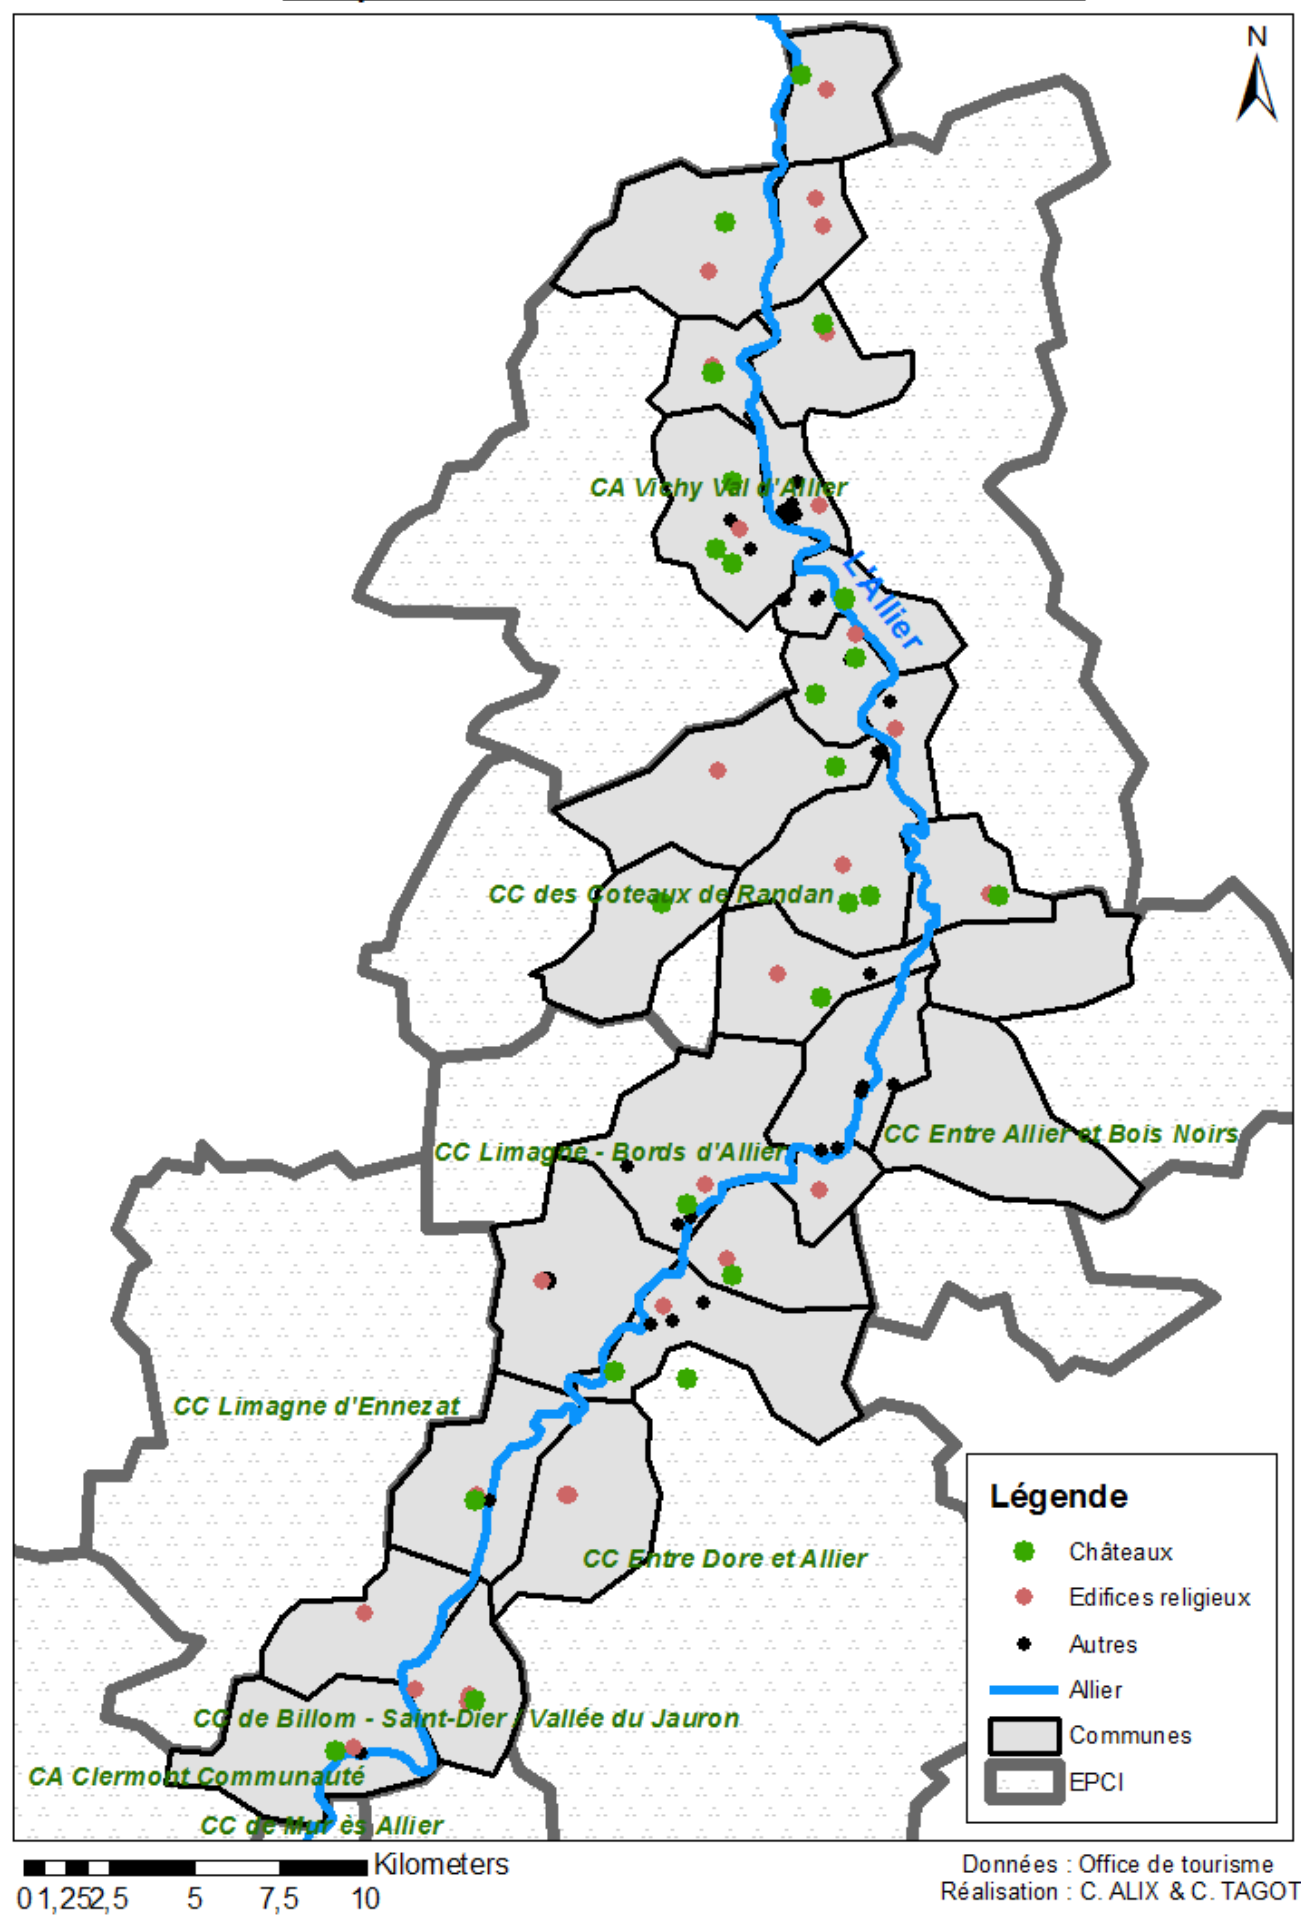 N
CA Vichy Val d'Allier
L'Allier
CC des Coteaux de Randan
CC Entre Allier et Bois Noirs
CC Limagne - Bords d'Allier
CC Limagne d'Ennezat
Légende
Châteaux
CC Entre Dore et Allier
Edifices religieux
Autres
Allier
CC de Billom - Saint-Dier / Vallée du Jauron
Communes
CA Clermont Communauté
EPCI
CC de Mur ès Allier
Kilometers
0 1,25 2,5 5 7,5 10
Données : Office de tourisme
Réalisation : C. ALIX & C. TAGOT